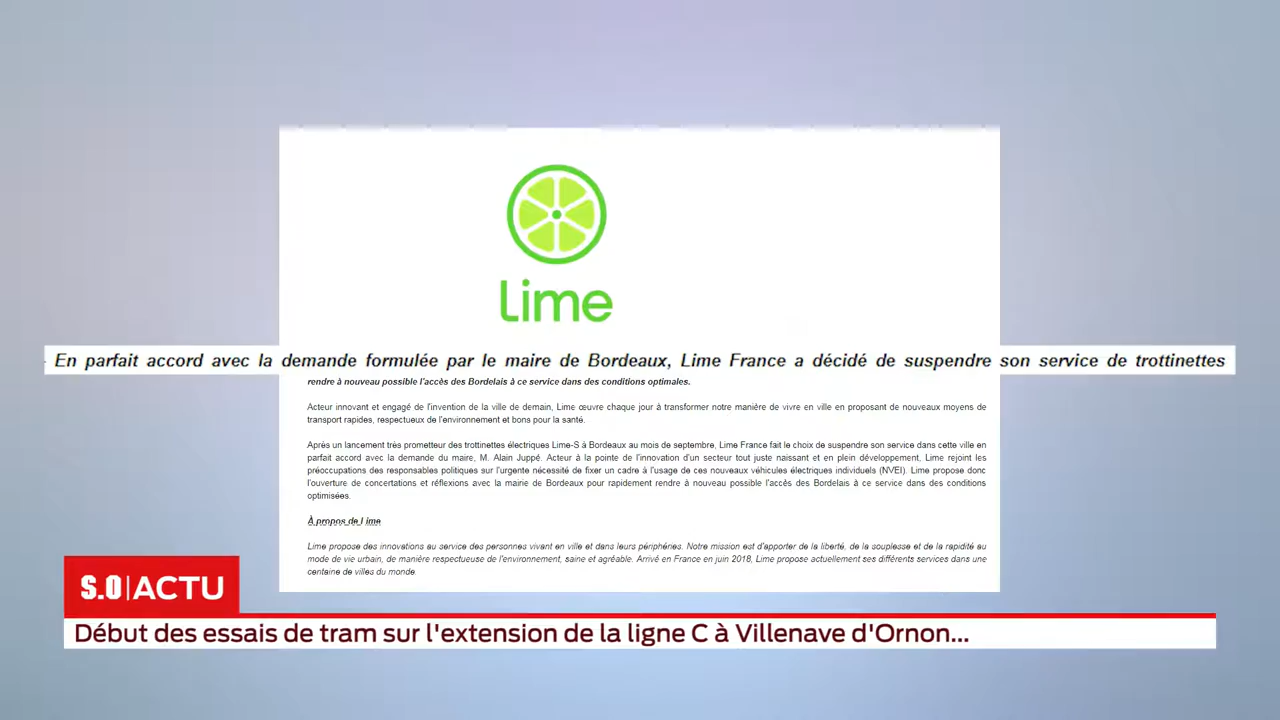 Lime
En parfait accord avec la demande formulée par le maire de Bordeaux, Lime France a décidé de suspendre son service de trottinettes
rendre à nouveau possible l'accès des Bordelais à ce service dans des conditions optimales.
Acteur innovant et engagé de l'invention de la ville de demain, Lime œuvre chaque jour à transformer notre manière de vivre en ville en proposant de nouveaux moyens de
transport rapides, respectueux de l'environnement et bons pour la santé.
Après un lancement très prometteur des trottinettes électriques Lime-S à Bordeaux au mois de septembre, Lime France fait le choix de suspendre son service dans cette ville en
parfait accord avec la demande du maire, M. Alain Juppé. Acteur à la pointe de l'innovation d'un secteur tout juste naissant et en plein développement, Lime rejoint les
préoccupations des responsables politiques sur l'urgente nécessité de fixer un cadre à l'usage de ces nouveaux véhicules électriques individuels (NVEI). Lime propose donc
l'ouverture de concertations et réflexions avec la mairie de Bordeaux pour rapidement rendre à nouveau possible l'accès des Bordelais à ce service dans des conditions
optimisées.
À propos de Lime
Lime propose des innovations au service des personnes vivant en ville et dans leurs périphéries. Notre mission est d'apporter de la liberté, de la souplesse et de la rapidité au
mode de vie urbain, de manière respectueuse de l'environnement, saine et agréable. Arrivé en France en juin 2018, Lime propose actuellement ses différents services dans une
centaine de villes du monde.
S.O|ACTU
Début des essais de tram sur l'extension de la ligne C à Villenave d'Ornon...